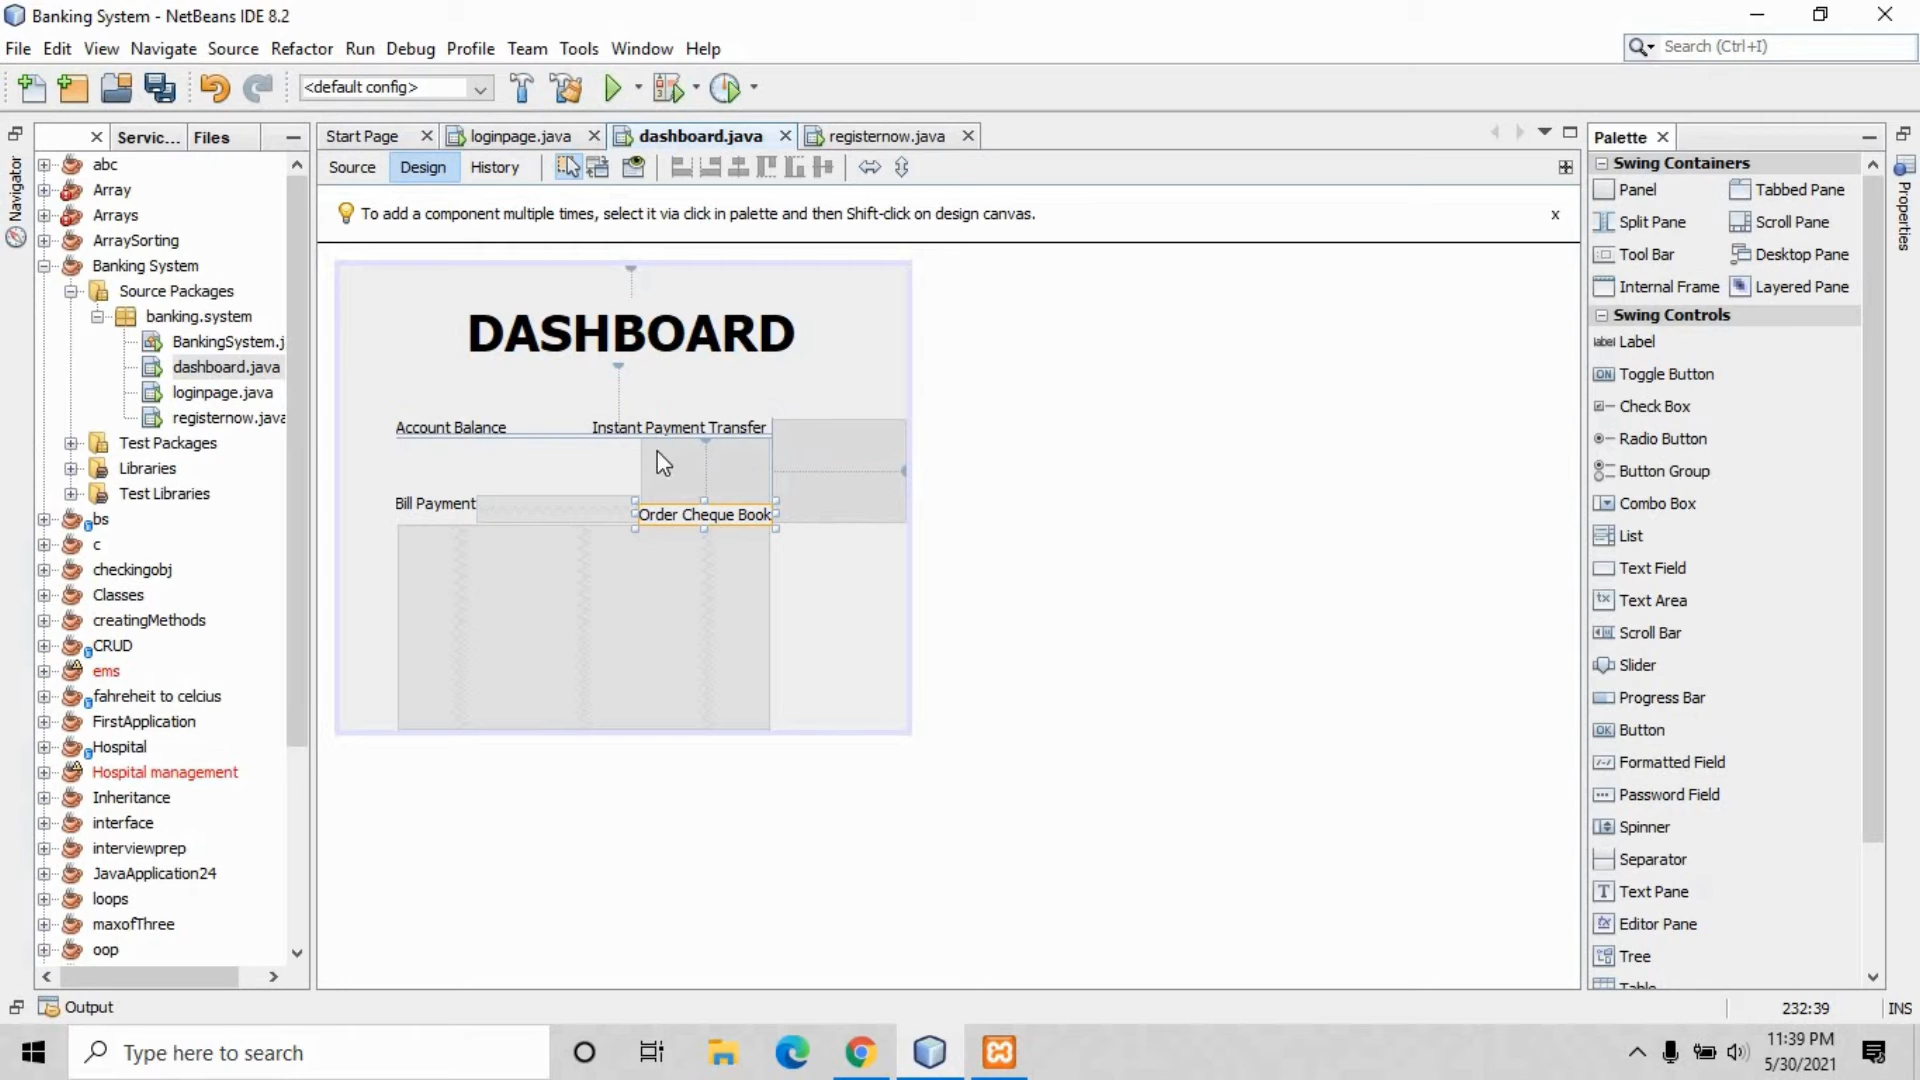 Banking System - NetBeans IDE 8.2
File Edit View Navigate Source Refactor Run Debug Profile Team Tools Window Help
Search (Ctrl+I)
<default config>
Servic... Files
Start Page loginpage.java dashboard.java registernow.java
Palette
Source Design History
To add a component multiple times, select it via click in palette and then Shift-click on design canvas.
x
Navigator
abc
Array
Arrays
ArraySorting
Banking System
Source Packages
banking.system
BankingSystem.j
dashboard.java
loginpage.java
registernow.java
Test Packages
Libraries
Test Libraries
bs
c
checkingobj
Classes
creatingMethods
CRUD
ems
fahreheit to celcius
FirstApplication
Hospital
Hospital management
Inheritance
interface
interviewprep
JavaApplication24
loops
maxofThree
oop
DASHBOARD
Account Balance Instant Payment Transfer
Bill Payment Order Cheque Book
Swing Containers
Panel Tabbed Pane
Split Pane Scroll Pane
Tool Bar Desktop Pane
Internal Frame Layered Pane
Swing Controls
label Label
ON Toggle Button
Check Box
Radio Button
Button Group
Combo Box
List
Text Field
tx Text Area
Scroll Bar
Slider
Progress Bar
OK Button
Formatted Field
Password Field
Spinner
Separator
T Text Pane
Editor Pane
Tree
Table
Properties
Output
232:39 INS
Type here to search
11:39 PM
5/30/2021